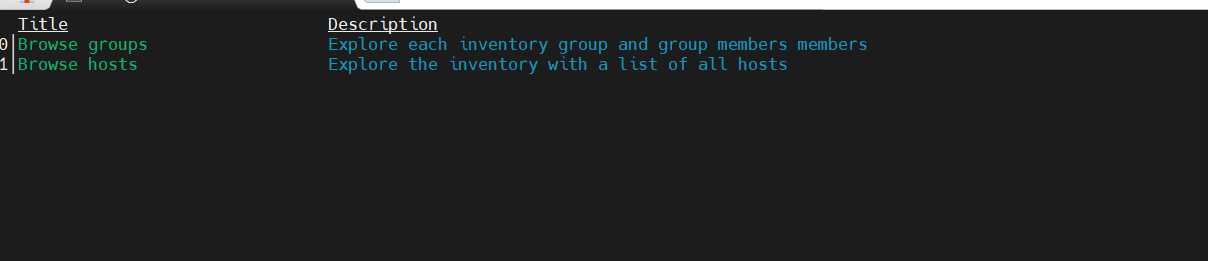 Title Description
0│Browse groups Explore each inventory group and group members members
1│Browse hosts Explore the inventory with a list of all hosts